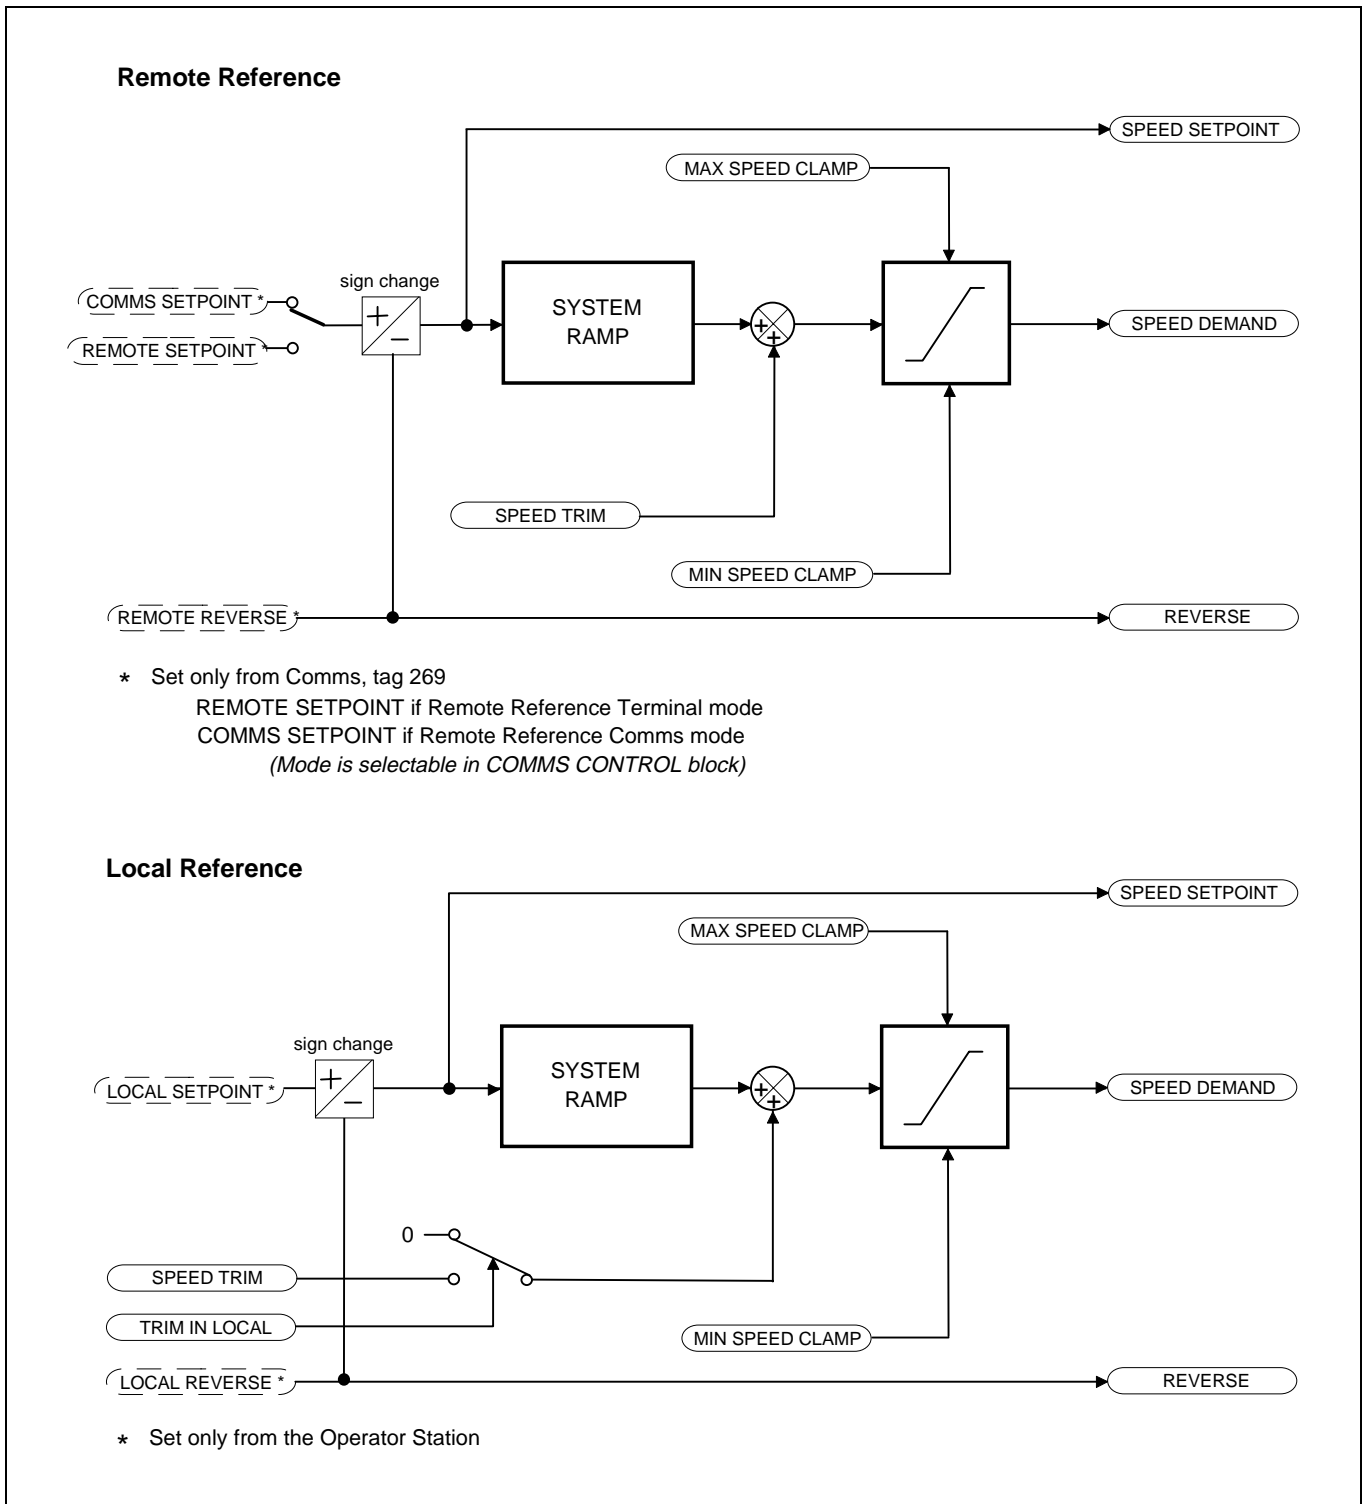 Remote Reference
SPEED SETPOINT
MAX SPEED CLAMP
sign change
COMMS SETPOINT *
+
−
SYSTEM
RAMP
+
+
SPEED DEMAND
REMOTE SETPOINT *
SPEED TRIM
MIN SPEED CLAMP
REMOTE REVERSE *
REVERSE
* Set only from Comms, tag 269
REMOTE SETPOINT if Remote Reference Terminal mode
COMMS SETPOINT if Remote Reference Comms mode
(Mode is selectable in COMMS CONTROL block)
Local Reference
SPEED SETPOINT
MAX SPEED CLAMP
sign change
LOCAL SETPOINT *
+
−
SYSTEM
RAMP
+
+
SPEED DEMAND
0
SPEED TRIM
TRIM IN LOCAL
MIN SPEED CLAMP
LOCAL REVERSE *
REVERSE
* Set only from the Operator Station